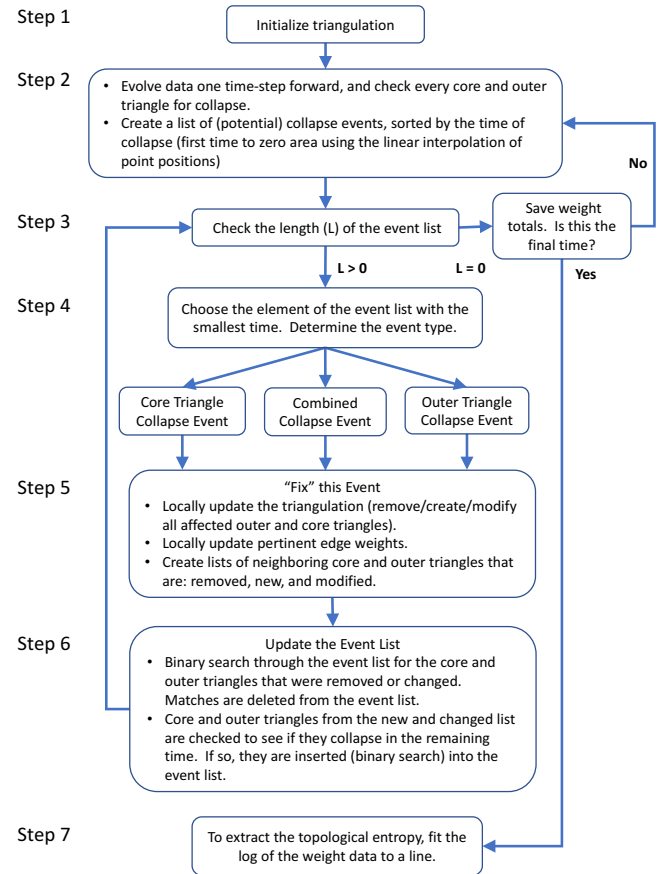 Step 1
Initialize triangulation
Step 2
• Evolve data one time-step forward, and check every core and outer
triangle for collapse.
• Create a list of (potential) collapse events, sorted by the time of
collapse (first time to zero area using the linear interpolation of
point positions)
No
Step 3
Check the length (L) of the event list
Save weight
totals. Is this the
final time?
L > 0
L = 0
Yes
Step 4
Choose the element of the event list with the
smallest time. Determine the event type.
Core Triangle
Collapse Event
Combined
Collapse Event
Outer Triangle
Collapse Event
Step 5
“Fix” this Event
• Locally update the triangulation (remove/create/modify
all affected outer and core triangles).
• Locally update pertinent edge weights.
• Create lists of neighboring core and outer triangles that
are: removed, new, and modified.
Step 6
Update the Event List
• Binary search through the event list for the core and
outer triangles that were removed or changed.
Matches are deleted from the event list.
• Core and outer triangles from the new and changed list
are checked to see if they collapse in the remaining
time. If so, they are inserted (binary search) into the
event list.
Step 7
To extract the topological entropy, fit the
log of the weight data to a line.